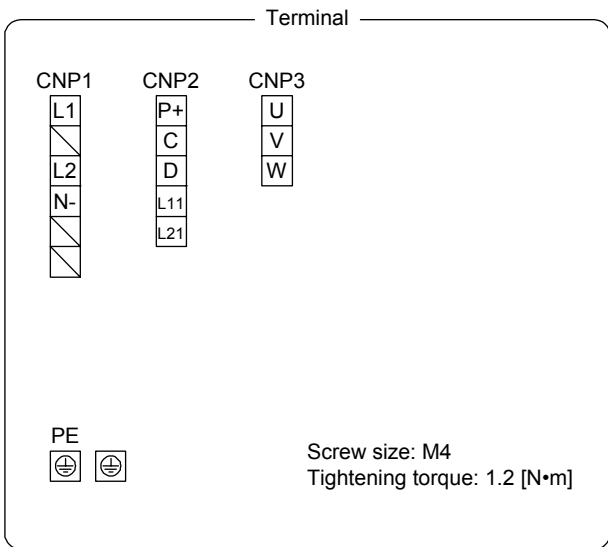 Terminal
CNP1 CNP2 CNP3
L1 P+ U
C V
L2 D W
N- L11
L21
PE
Screw size: M4
Tightening torque: 1.2 [N•m]